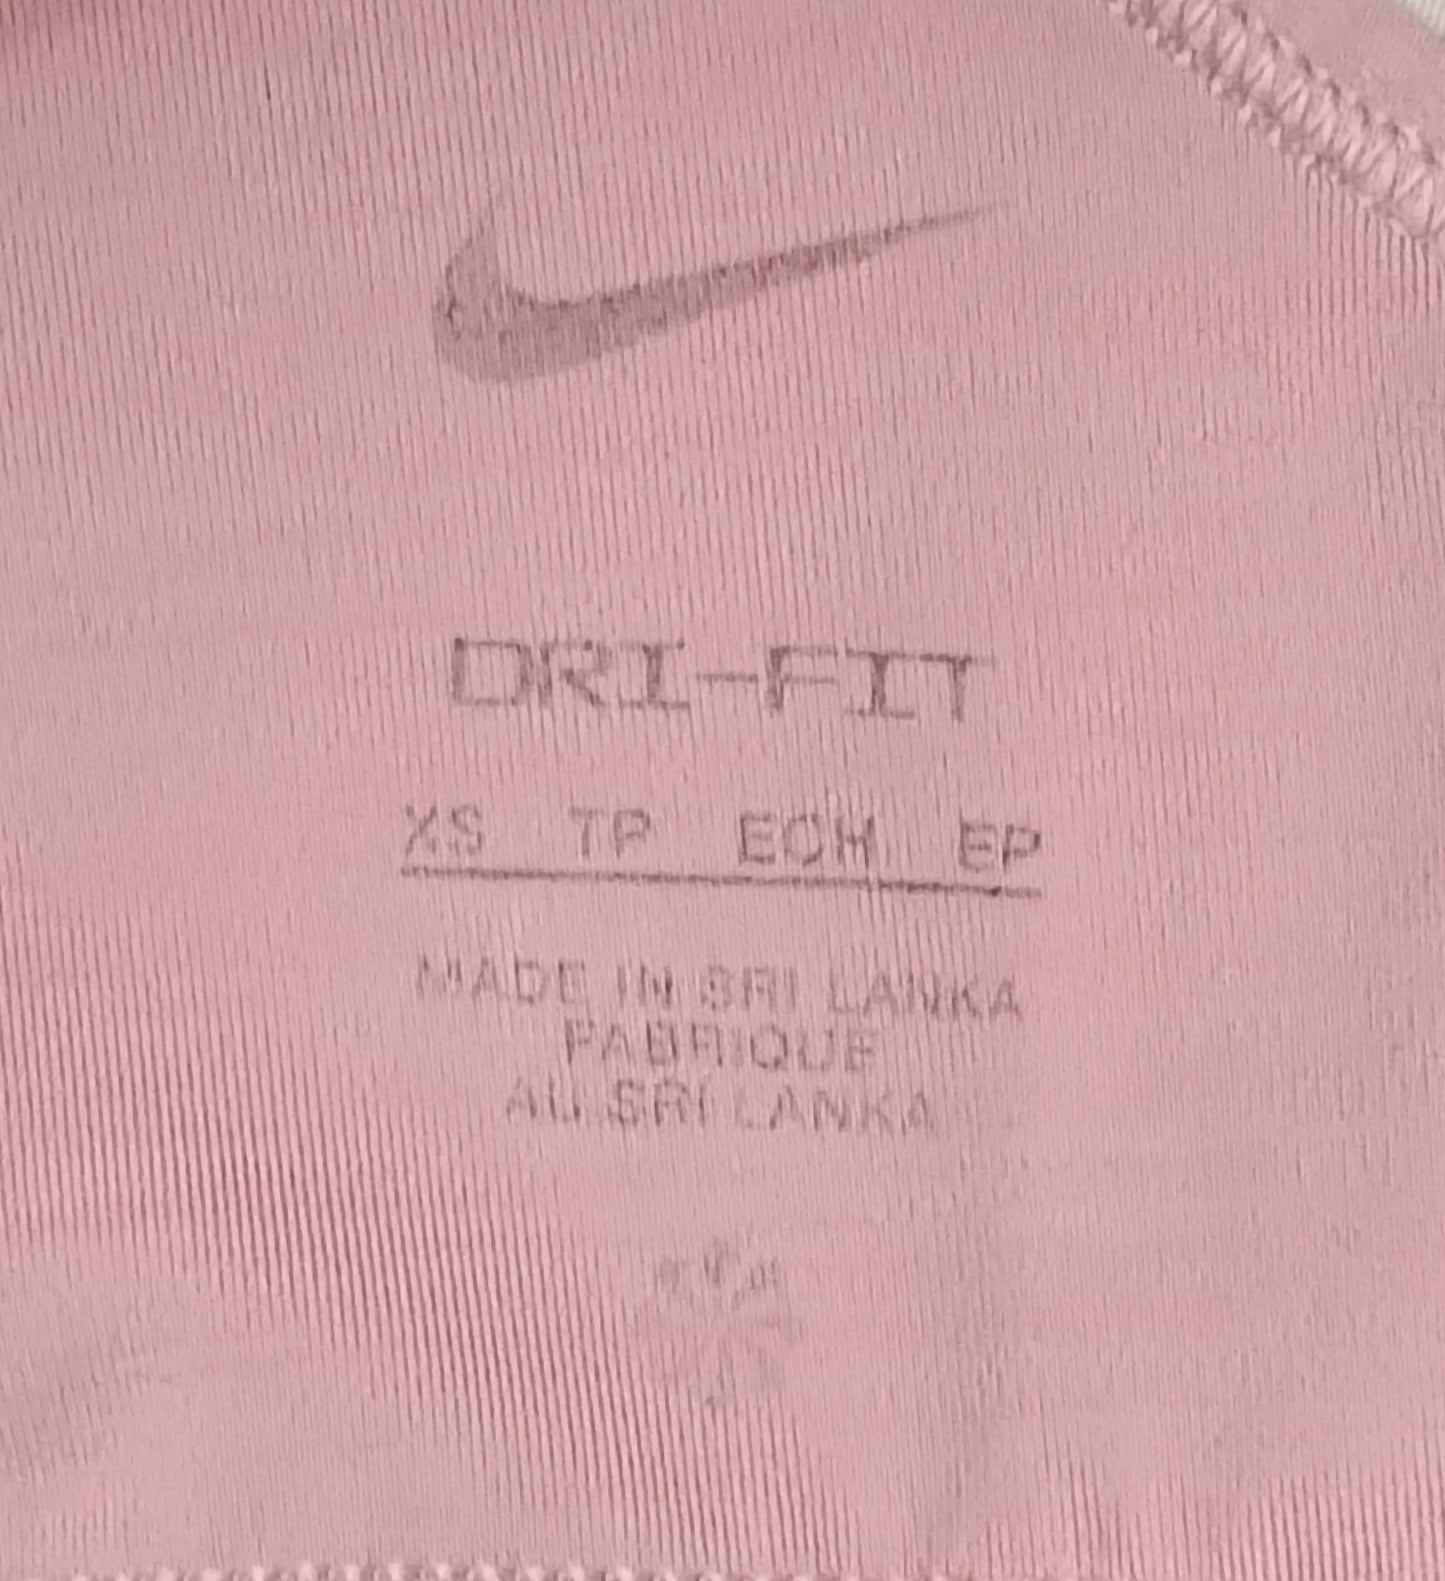 DRI-FIT
XS TP ECH EP
MADE IN SRI LANKA
FABRIQUE
AU SRI LANKA